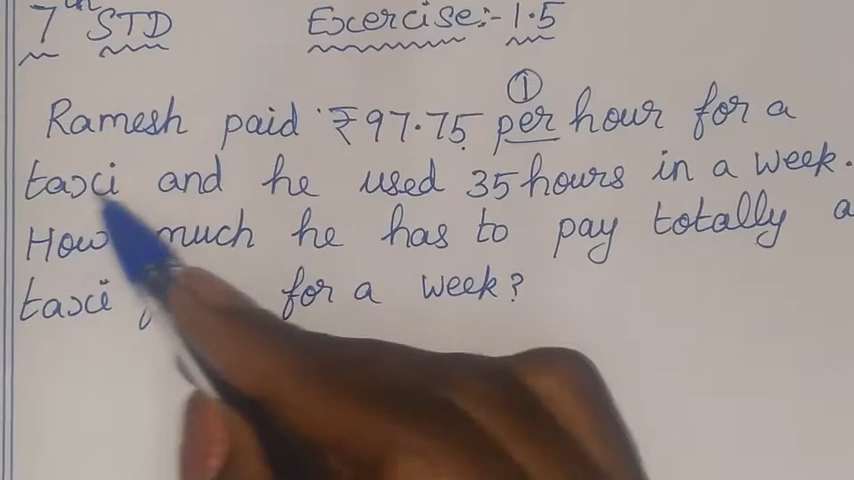 7th STD Exercise:- 1.5
①
Ramesh paid ₹97.75 per hour for a
taxi and he used 35 hours in a week.
How much he has to pay totally a
taxi for a week?